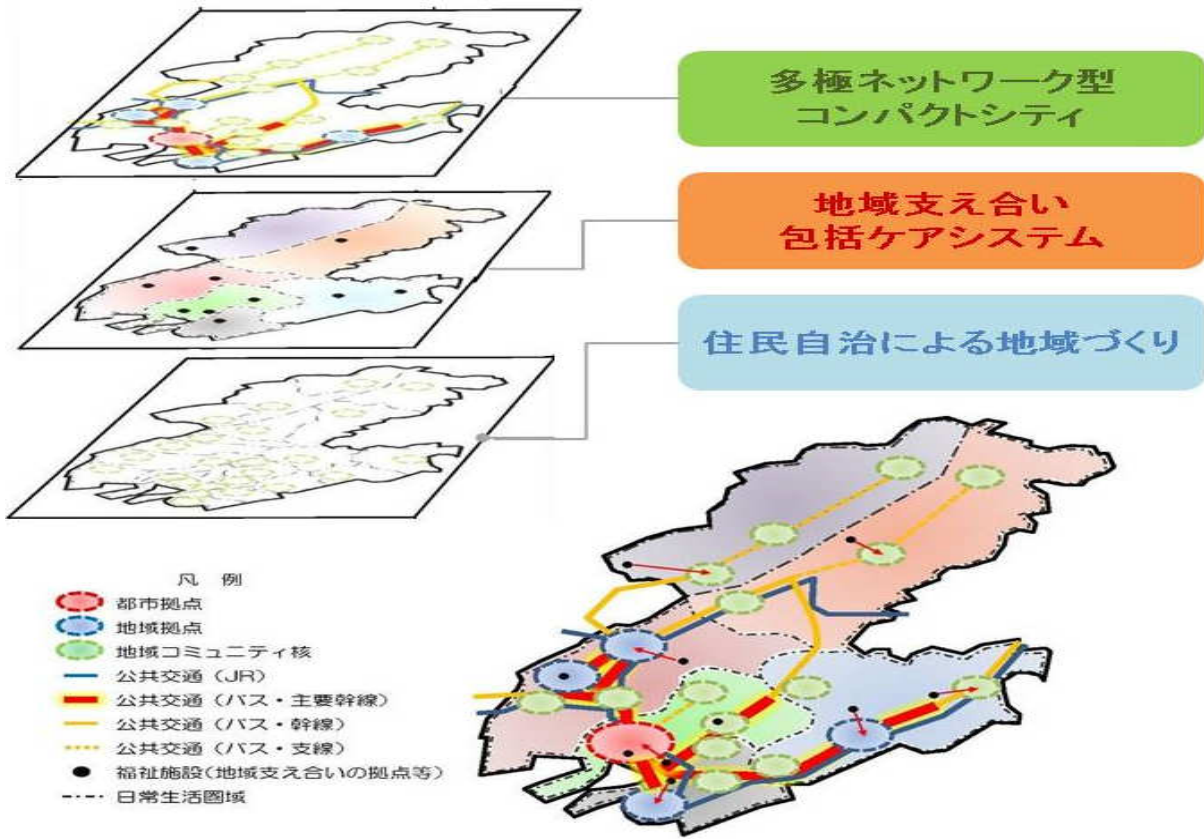 多極ネットワーク型
コンパクトシティ
地域支え合い
包括ケアシステム
住民自治による地域づくり
凡 例
都市拠点
地域拠点
地域コミュニティ核
公共交通(JR)
公共交通(バス・主要幹線)
公共交通(バス・幹線)
公共交通(バス・支線)
福祉施設(地域支え合いの拠点等)
日常生活圏域